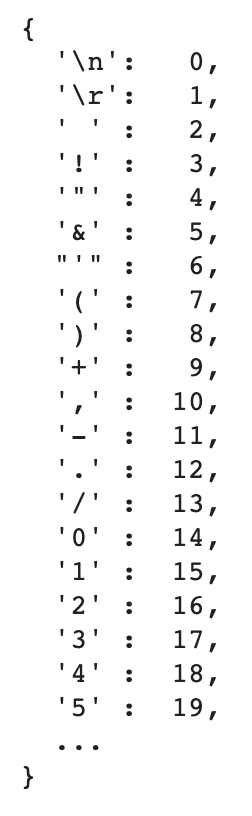 {
  '\n':   0,
  '\r':   1,
  ' ' :   2,
  '!' :   3,
  '"' :   4,
  '&' :   5,
  "'" :   6,
  '(' :   7,
  ')' :   8,
  '+' :   9,
  ',' :  10,
  '-' :  11,
  '.' :  12,
  '/' :  13,
  '0' :  14,
  '1' :  15,
  '2' :  16,
  '3' :  17,
  '4' :  18,
  '5' :  19,
  ...
}